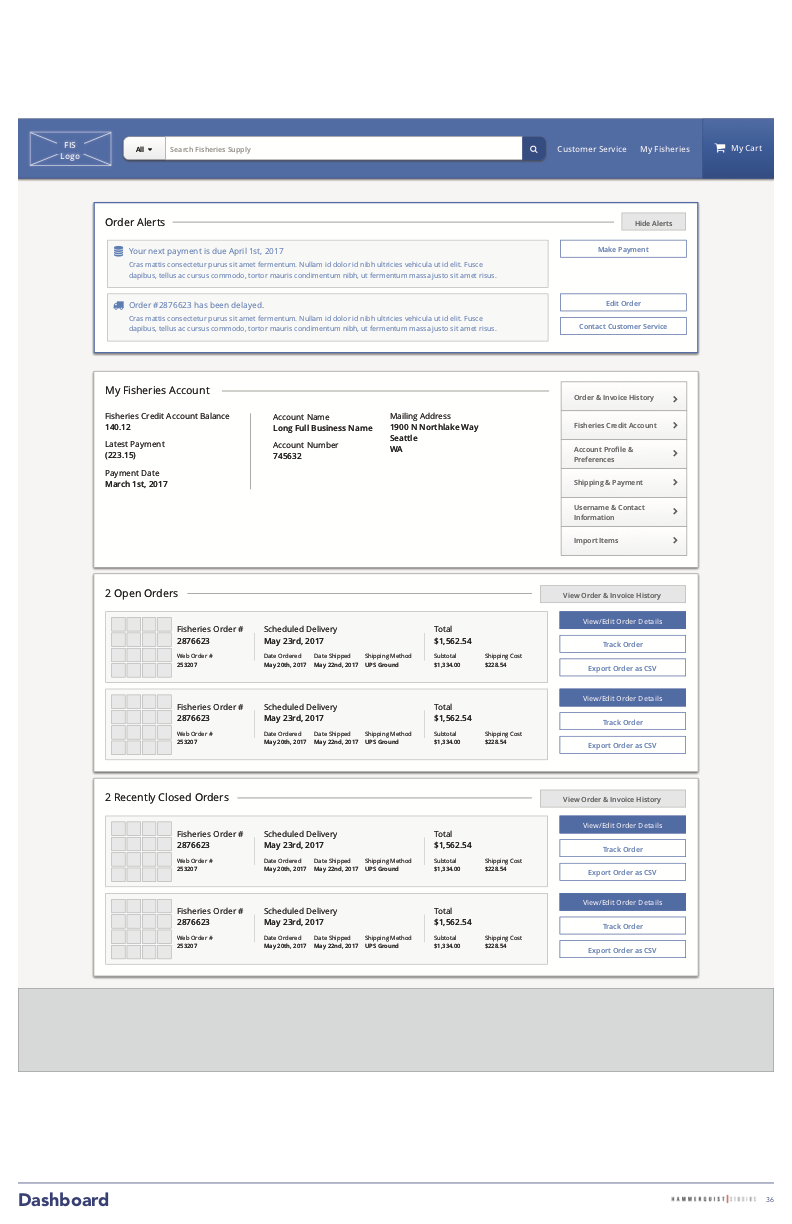 FIS
Logo
All
Search Fisheries Supply
Customer Service
My Fisheries
My Cart
Order Alerts
Hide Alerts
Your next payment is due April 1st, 2017
Cras mattis consectetur purus sit amet fermentum. Nullam id dolor id nibh ultricies vehicula ut id elit. Fusce
dapibus, tellus ac cursus commodo, tortor mauris condimentum nibh, ut fermentum massa justo sit amet risus.
Make Payment
Order #2876623 has been delayed.
Cras mattis consectetur purus sit amet fermentum. Nullam id dolor id nibh ultricies vehicula ut id elit. Fusce
dapibus, tellus ac cursus commodo, tortor mauris condimentum nibh, ut fermentum massa justo sit amet risus.
Edit Order
Contact Customer Service
My Fisheries Account
Fisheries Credit Account Balance
140.12
Latest Payment
(223.15)
Payment Date
March 1st, 2017
Account Name
Long Full Business Name
Account Number
745632
Mailing Address
1900 N Northlake Way
Seattle
WA
Order & Invoice History
Fisheries Credit Account
Account Profile &
Preferences
Shipping & Payment
Username & Contact
Information
Import Items
2 Open Orders
View Order & Invoice History
Fisheries Order #
2876623
Web Order #
253207
Scheduled Delivery
May 23rd, 2017
Date Ordered Date Shipped Shipping Method
May 20th, 2017 May 22nd, 2017 UPS Ground
Total
$1,562.54
Subtotal Shipping Cost
$1,334.00 $228.54
View/Edit Order Details
Track Order
Export Order as CSV
Fisheries Order #
2876623
Web Order #
253207
Scheduled Delivery
May 23rd, 2017
Date Ordered Date Shipped Shipping Method
May 20th, 2017 May 22nd, 2017 UPS Ground
Total
$1,562.54
Subtotal Shipping Cost
$1,334.00 $228.54
View/Edit Order Details
Track Order
Export Order as CSV
2 Recently Closed Orders
View Order & Invoice History
Fisheries Order #
2876623
Web Order #
253207
Scheduled Delivery
May 23rd, 2017
Date Ordered Date Shipped Shipping Method
May 20th, 2017 May 22nd, 2017 UPS Ground
Total
$1,562.54
Subtotal Shipping Cost
$1,334.00 $228.54
View/Edit Order Details
Track Order
Export Order as CSV
Fisheries Order #
2876623
Web Order #
253207
Scheduled Delivery
May 23rd, 2017
Date Ordered Date Shipped Shipping Method
May 20th, 2017 May 22nd, 2017 UPS Ground
Total
$1,562.54
Subtotal Shipping Cost
$1,334.00 $228.54
View/Edit Order Details
Track Order
Export Order as CSV
Dashboard
HAMMERQUIST STUDIOS 36